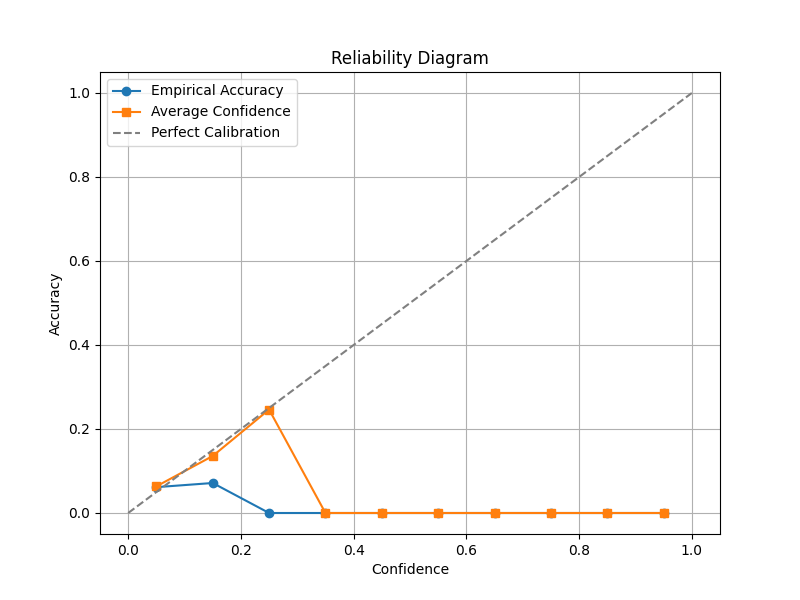 Reliability Diagram
Empirical Accuracy
Average Confidence
Perfect Calibration
1.0
0.8
0.6
0.4
0.2
0.0
Accuracy
0.0 0.2 0.4 0.6 0.8 1.0
Confidence